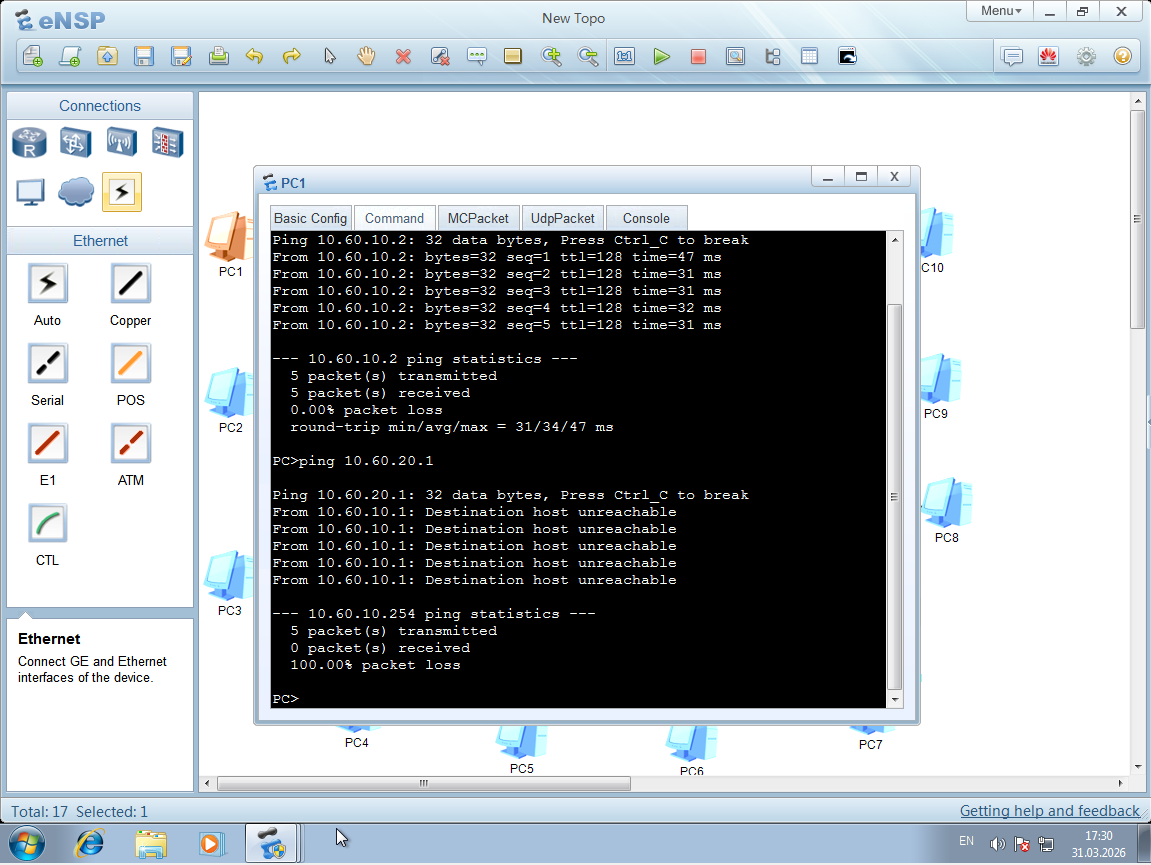 eNSP
New Topo
Menu
Connections
R
Ethernet
Auto
Copper
Serial
POS
E1
ATM
CTL
Ethernet
Connect GE and Ethernet
interfaces of the device.
PC1
PC2
PC3
PC1
Basic Config
Command
MCPacket
UdpPacket
Console
Ping 10.60.10.2: 32 data bytes, Press Ctrl_C to break
From 10.60.10.2: bytes=32 seq=1 ttl=128 time=47 ms
From 10.60.10.2: bytes=32 seq=2 ttl=128 time=31 ms
From 10.60.10.2: bytes=32 seq=3 ttl=128 time=31 ms
From 10.60.10.2: bytes=32 seq=4 ttl=128 time=32 ms
From 10.60.10.2: bytes=32 seq=5 ttl=128 time=31 ms
--- 10.60.10.2 ping statistics ---
5 packet(s) transmitted
5 packet(s) received
0.00% packet loss
round-trip min/avg/max = 31/34/47 ms
PC>ping 10.60.20.1
Ping 10.60.20.1: 32 data bytes, Press Ctrl_C to break
From 10.60.10.1: Destination host unreachable
From 10.60.10.1: Destination host unreachable
From 10.60.10.1: Destination host unreachable
From 10.60.10.1: Destination host unreachable
From 10.60.10.1: Destination host unreachable
--- 10.60.10.254 ping statistics ---
5 packet(s) transmitted
0 packet(s) received
100.00% packet loss
PC>
C10
PC9
PC8
PC4
PC5
PC6
PC7
Total: 17 Selected: 1
Getting help and feedback
EN
17:30
31.03.2026